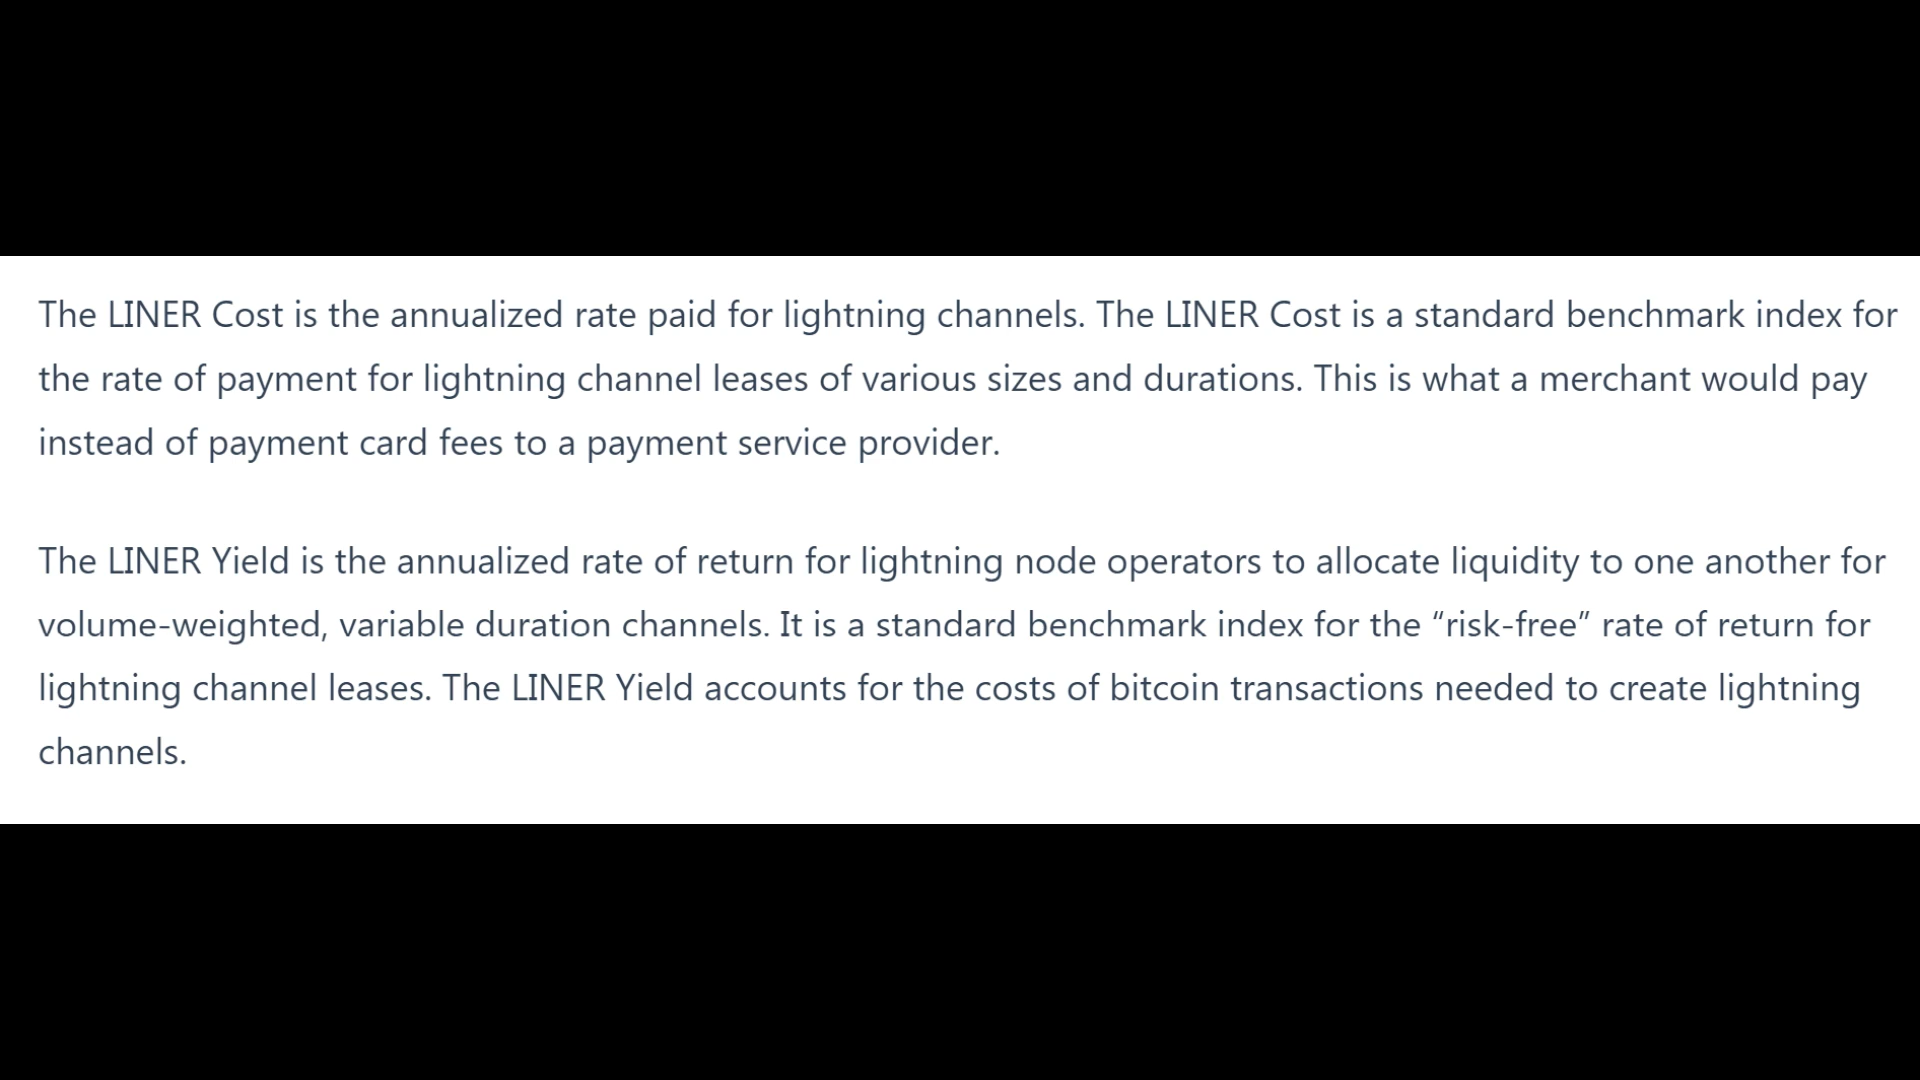 The LINER Cost is the annualized rate paid for lightning channels. The LINER Cost is a standard benchmark index for
the rate of payment for lightning channel leases of various sizes and durations. This is what a merchant would pay
instead of payment card fees to a payment service provider.
The LINER Yield is the annualized rate of return for lightning node operators to allocate liquidity to one another for
volume-weighted, variable duration channels. It is a standard benchmark index for the “risk-free” rate of return for
lightning channel leases. The LINER Yield accounts for the costs of bitcoin transactions needed to create lightning
channels.